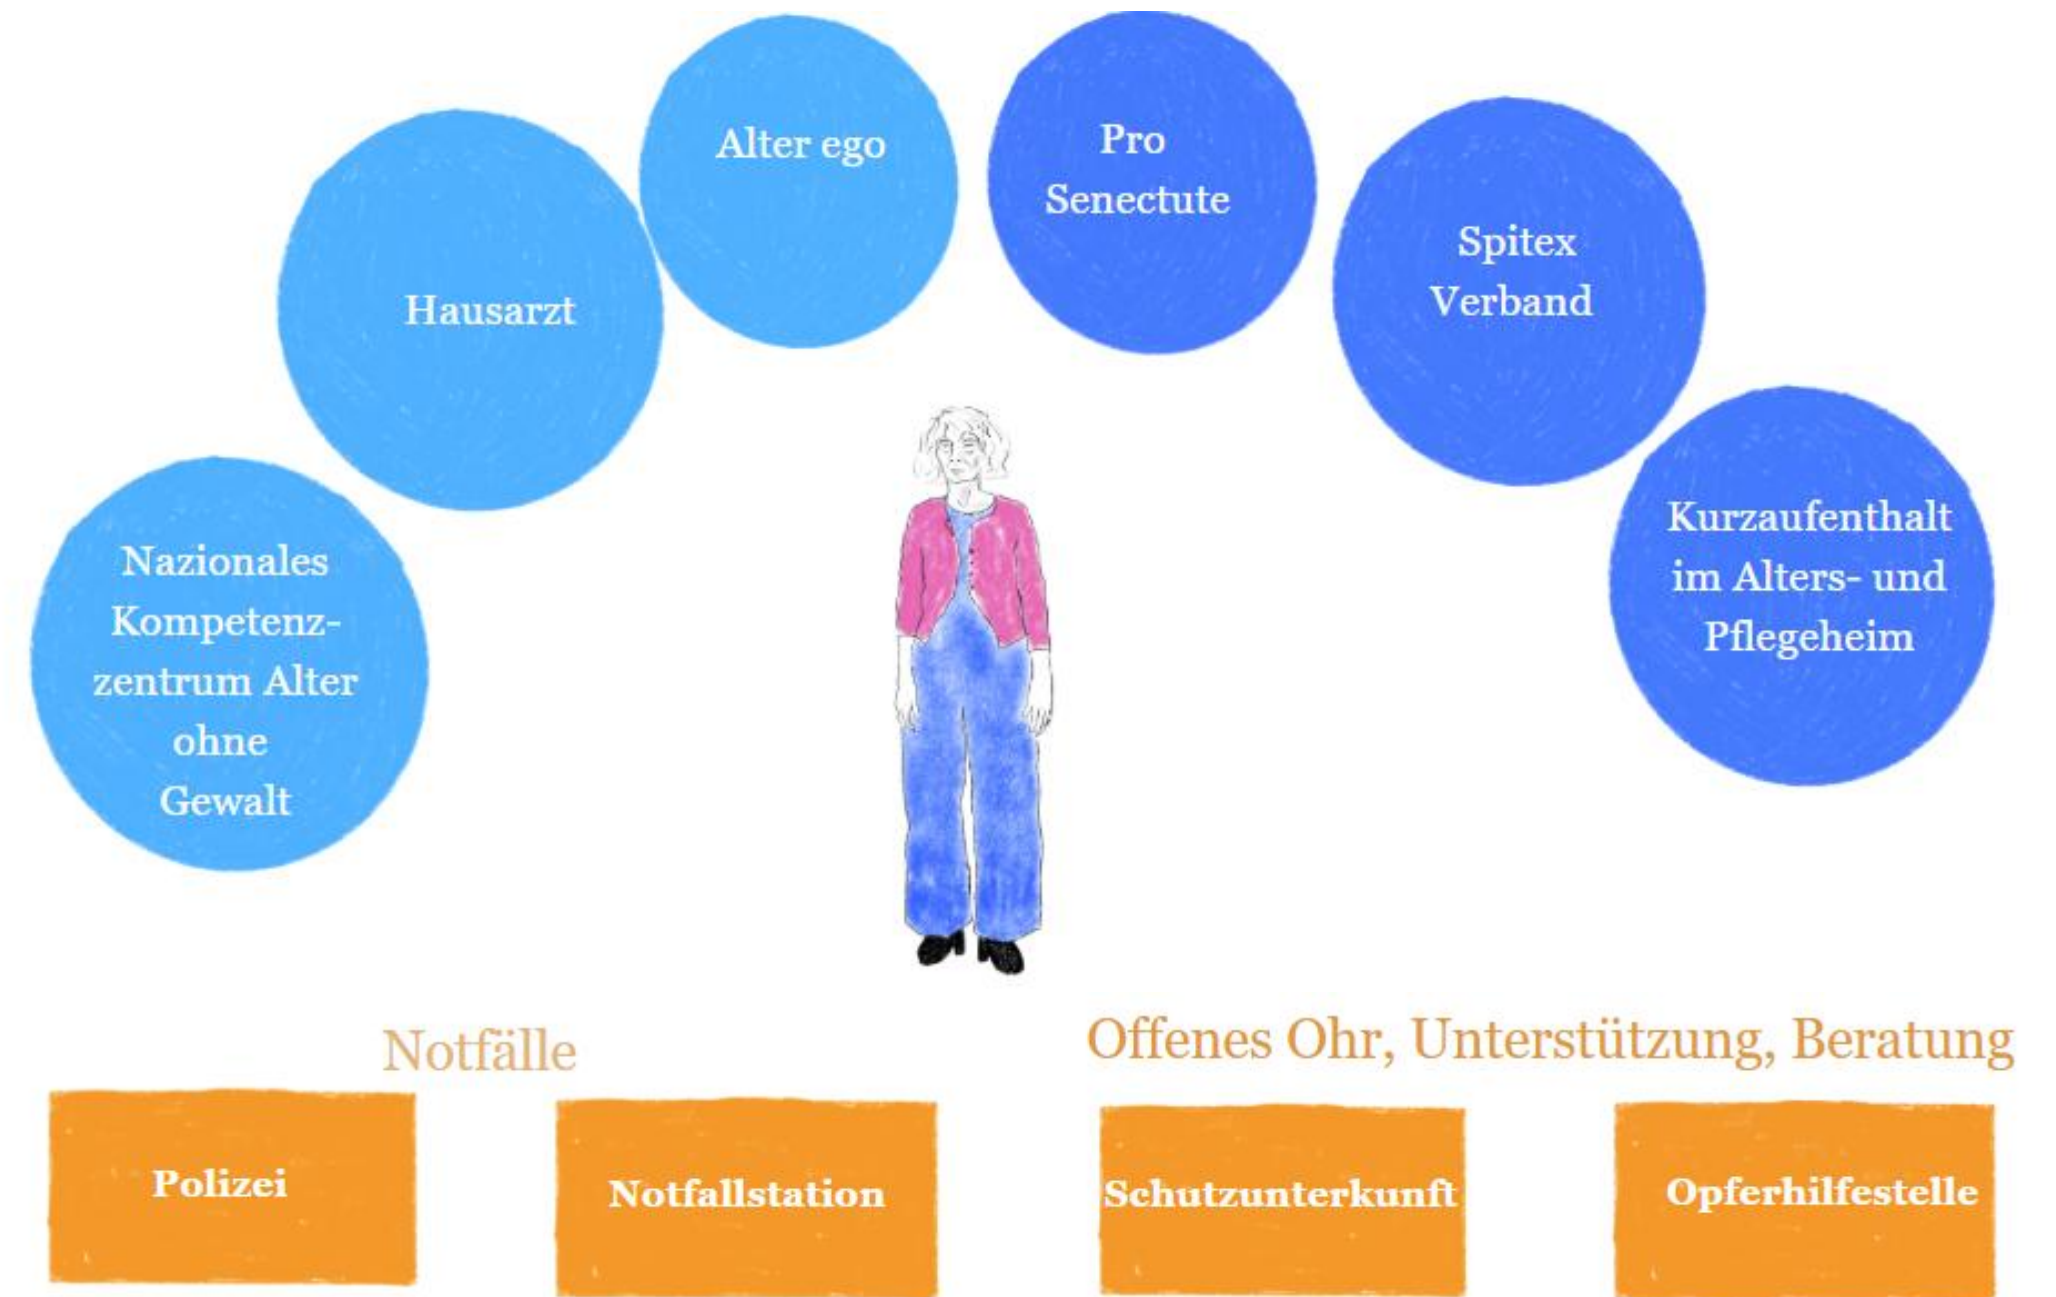 Alter ego
Pro
Senectute
Spitex
Verband
Hausarzt
Kurzaufenthalt
im Alters- und
Pflegeheim
Nazionales
Kompetenz-
zentrum Alter
ohne
Gewalt
Notfälle
Offenes Ohr, Unterstützung, Beratung
Polizei
Notfallstation
Schutzunterkunft
Opferhilfestelle